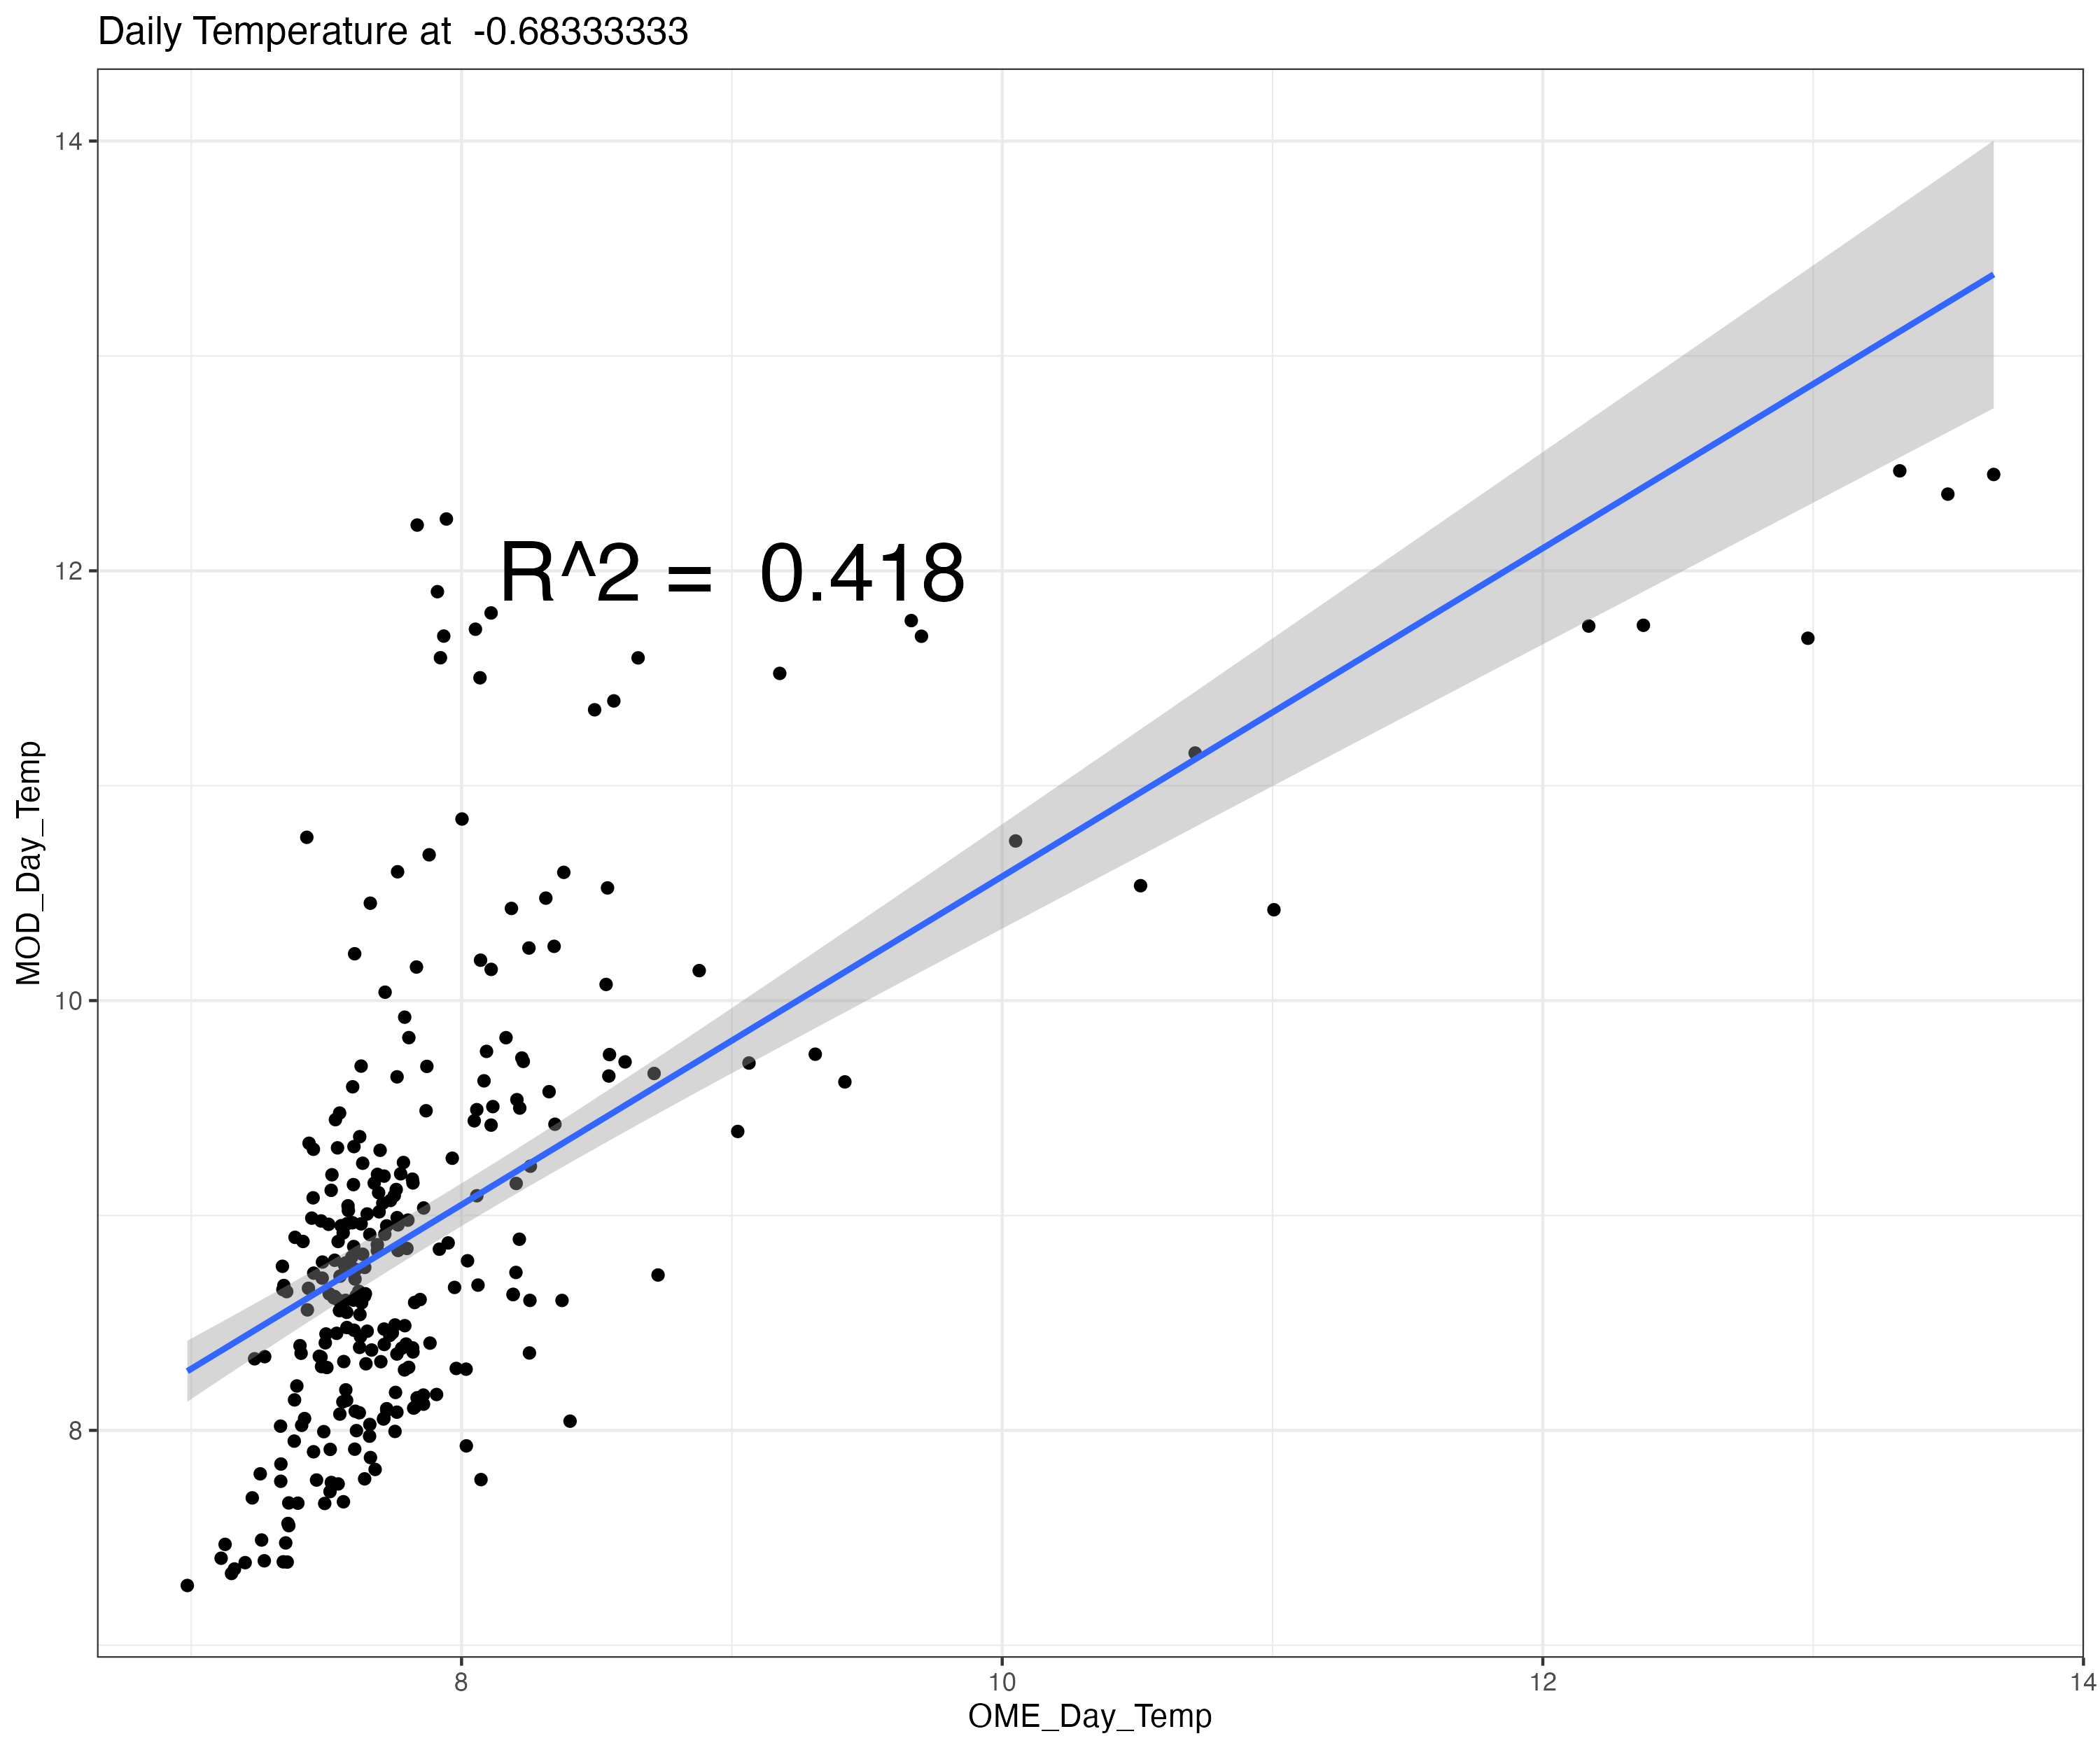 Daily Temperature at  -0.68333333
14
12
10
8
MOD_Day_Temp
R^2 =  0.418
8
10
12
14
OME_Day_Temp